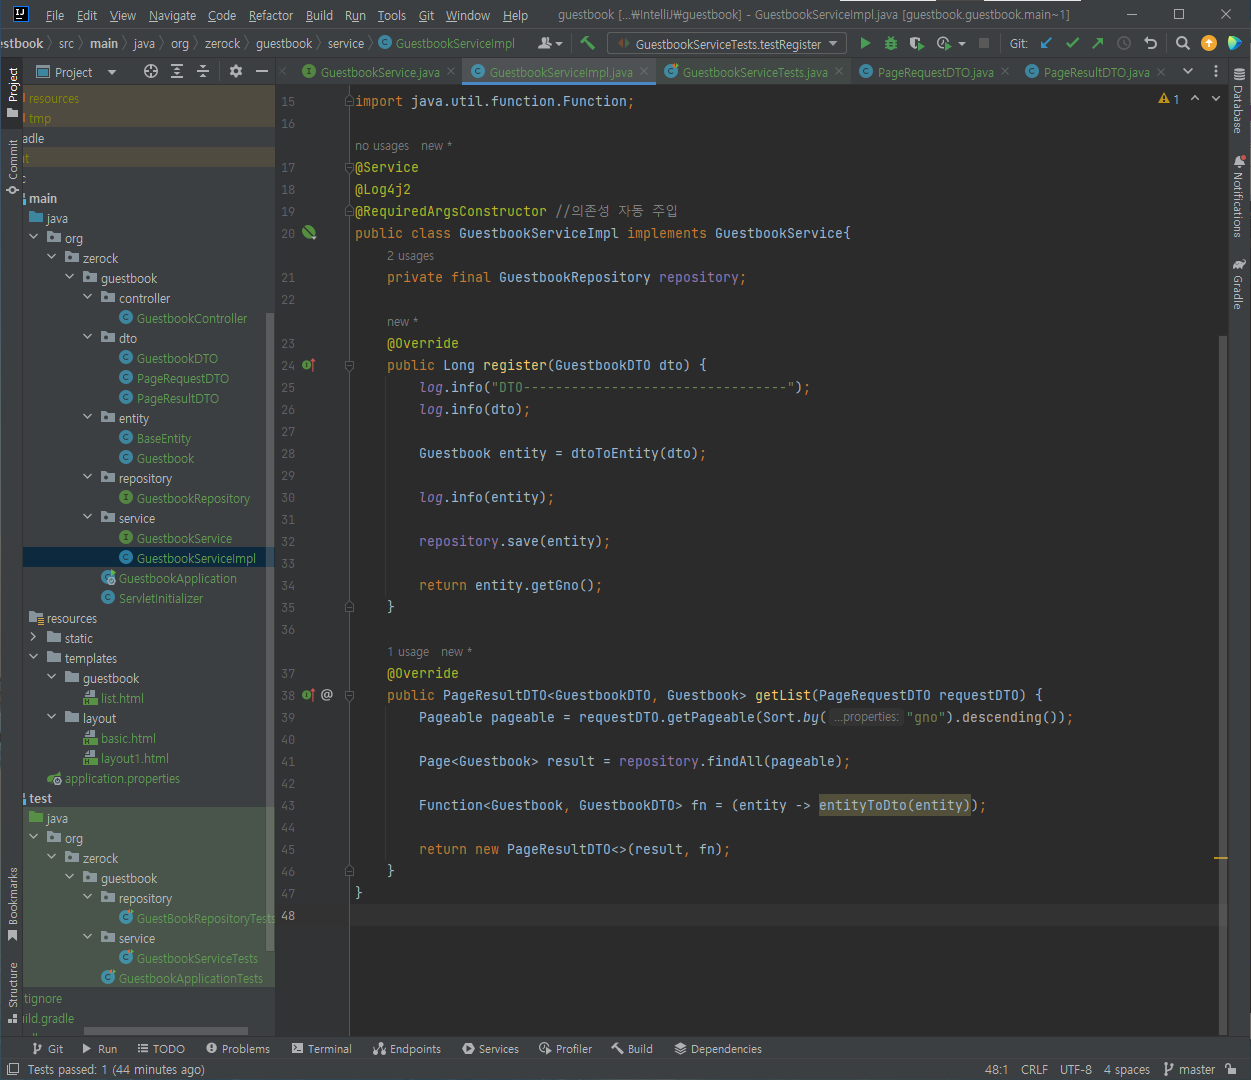 File Edit View Navigate Code Refactor Build Run Tools Git Window Help guestbook [...₩IntelliJ₩guestbook] - GuestbookServiceImpl.java [guestbook.guestbook.main~1]
estbook src main java org zerock guestbook service GuestbookServiceImpl GuestbookServiceTests.testRegister Git:
Project GuestbookService.java GuestbookServiceImpl.java GuestbookServiceTests.java PageRequestDTO.java PageResultDTO.java
Project
Commit
Bookmarks
Structure
resources
tmp
adle
t
main
java
org
zerock
guestbook
controller
GuestbookController
dto
GuestbookDTO
PageRequestDTO
PageResultDTO
entity
BaseEntity
Guestbook
repository
GuestbookRepository
service
GuestbookService
GuestbookServiceImpl
GuestbookApplication
ServletInitializer
resources
static
templates
guestbook
list.html
layout
basic.html
layout1.html
application.properties
test
java
org
zerock
guestbook
repository
GuestBookRepositoryTests
service
GuestbookServiceTests
GuestbookApplicationTests
tignore
uild.gradle
15 import java.util.function.Function;
1
16
no usages new *
17 @Service
18 @Log4j2
19 @RequiredArgsConstructor //의존성 자동 주입
20 public class GuestbookServiceImpl implements GuestbookService{
2 usages
21 private final GuestbookRepository repository;
22
new *
23 @Override
24 public Long register(GuestbookDTO dto) {
25 log.info("DTO---------------------------------");
26 log.info(dto);
27
28 Guestbook entity = dtoToEntity(dto);
29
30 log.info(entity);
31
32 repository.save(entity);
33
34 return entity.getGno();
35 }
36
1 usage new *
37 @Override
38 @ public PageResultDTO<GuestbookDTO, Guestbook> getList(PageRequestDTO requestDTO) {
39 Pageable pageable = requestDTO.getPageable(Sort.by( ...properties: "gno").descending());
40
41 Page<Guestbook> result = repository.findAll(pageable);
42
43 Function<Guestbook, GuestbookDTO> fn = (entity -> entityToDto(entity));
44
45 return new PageResultDTO<>(result, fn);
46 }
47 }
48
Database
Notifications
Gradle
Git Run TODO Problems Terminal Endpoints Services Profiler Build Dependencies
Tests passed: 1 (44 minutes ago) 48:1 CRLF UTF-8 4 spaces master